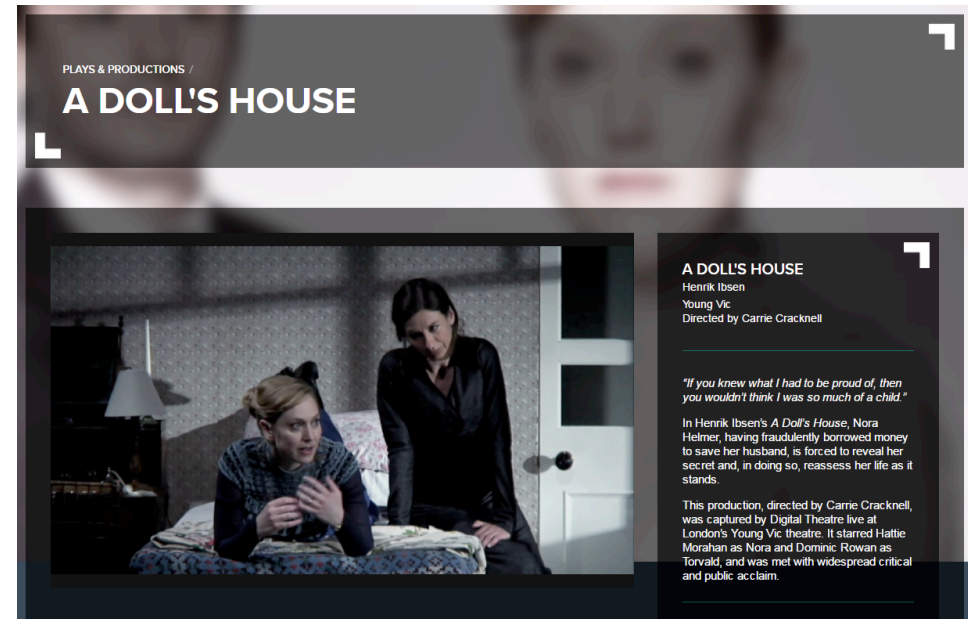 PLAYS & PRODUCTIONS /
A DOLL'S HOUSE
A DOLL'S HOUSE
Henrik Ibsen
Young Vic
Directed by Carrie Cracknell
"If you knew what I had to be proud of, then
you wouldn't think I was so much of a child."
In Henrik Ibsen's A Doll's House, Nora
Helmer, having fraudulently borrowed money
to save her husband, is forced to reveal her
secret and, in doing so, reassess her life as it
stands.
This production, directed by Carrie Cracknell,
was captured by Digital Theatre live at
London's Young Vic theatre. It starred Hattie
Morahan as Nora and Dominic Rowan as
Torvald, and was met with widespread critical
and public acclaim.